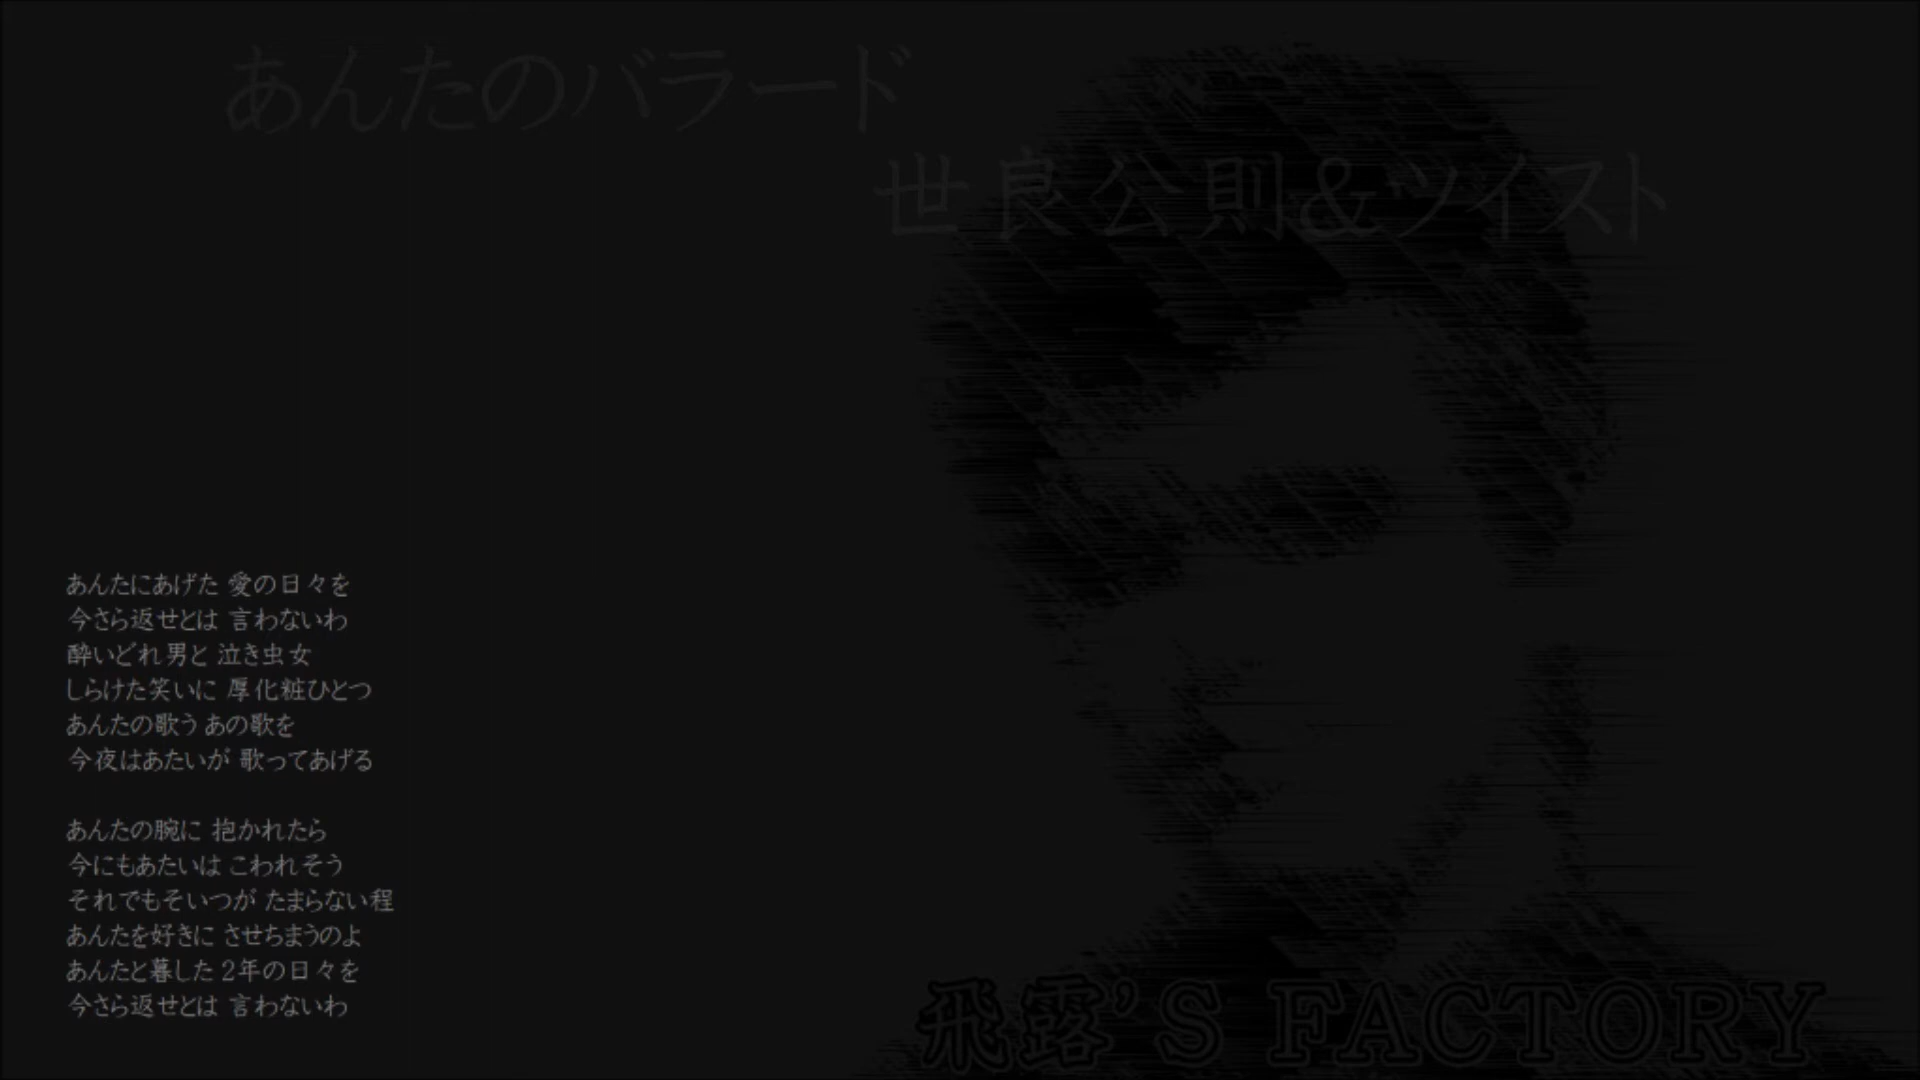 あんたのバラード
世良公則&ツイスト
あんたにあげた 愛の日々を
今さら返せとは 言わないわ
酔いどれ男と 泣き虫女
しらけた笑いに 厚化粧ひとつ
あんたの歌う あの歌を
今夜はあたいが 歌ってあげる
あんたの腕に 抱かれたら
今にもあたいは こわれそう
それでもそいつが たまらない程
あんたを好きに させちまうのよ
あんたと暮した 2年の日々を
今さら返せとは 言わないわ
飛露'S FACTORY